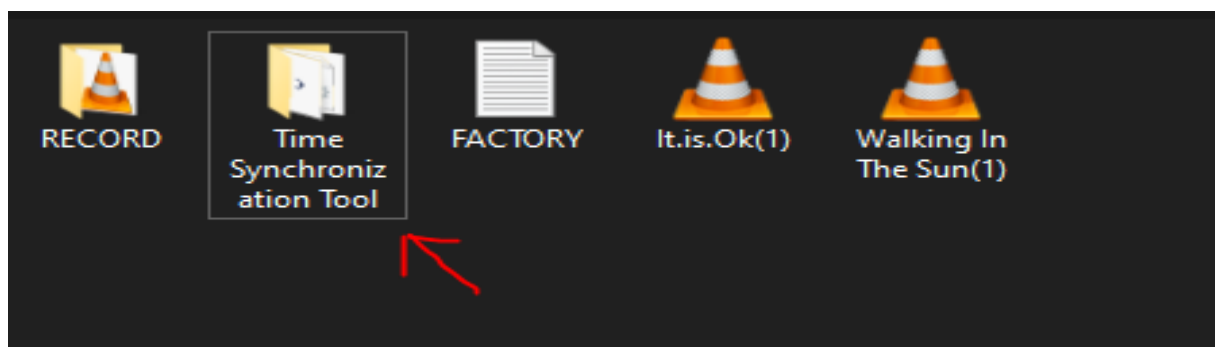 RECORD
Time
Synchroniz
ation Tool
FACTORY
It.is.Ok(1)
Walking In
The Sun(1)